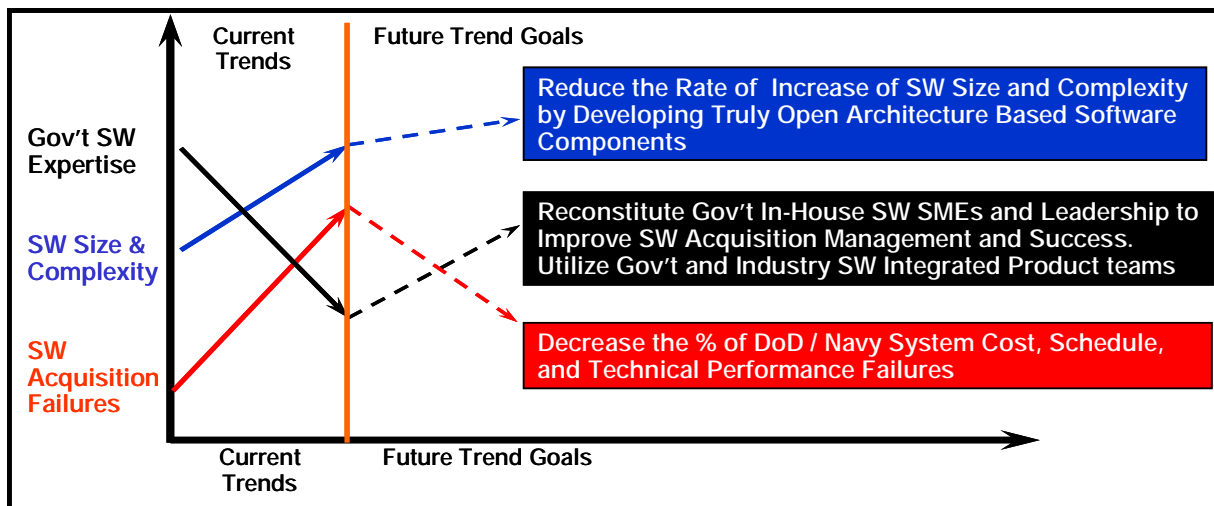 Current
Trends
Future Trend Goals
Gov't SW
Expertise
SW Size &
Complexity
SW
Acquisition
Failures
Reduce the Rate of Increase of SW Size and Complexity
by Developing Truly Open Architecture Based Software
Components
Reconstitute Gov't In-House SW SMEs and Leadership to
Improve SW Acquisition Management and Success.
Utilize Gov't and Industry SW Integrated Product teams
Decrease the % of DoD / Navy System Cost, Schedule,
and Technical Performance Failures
Current
Trends
Future Trend Goals